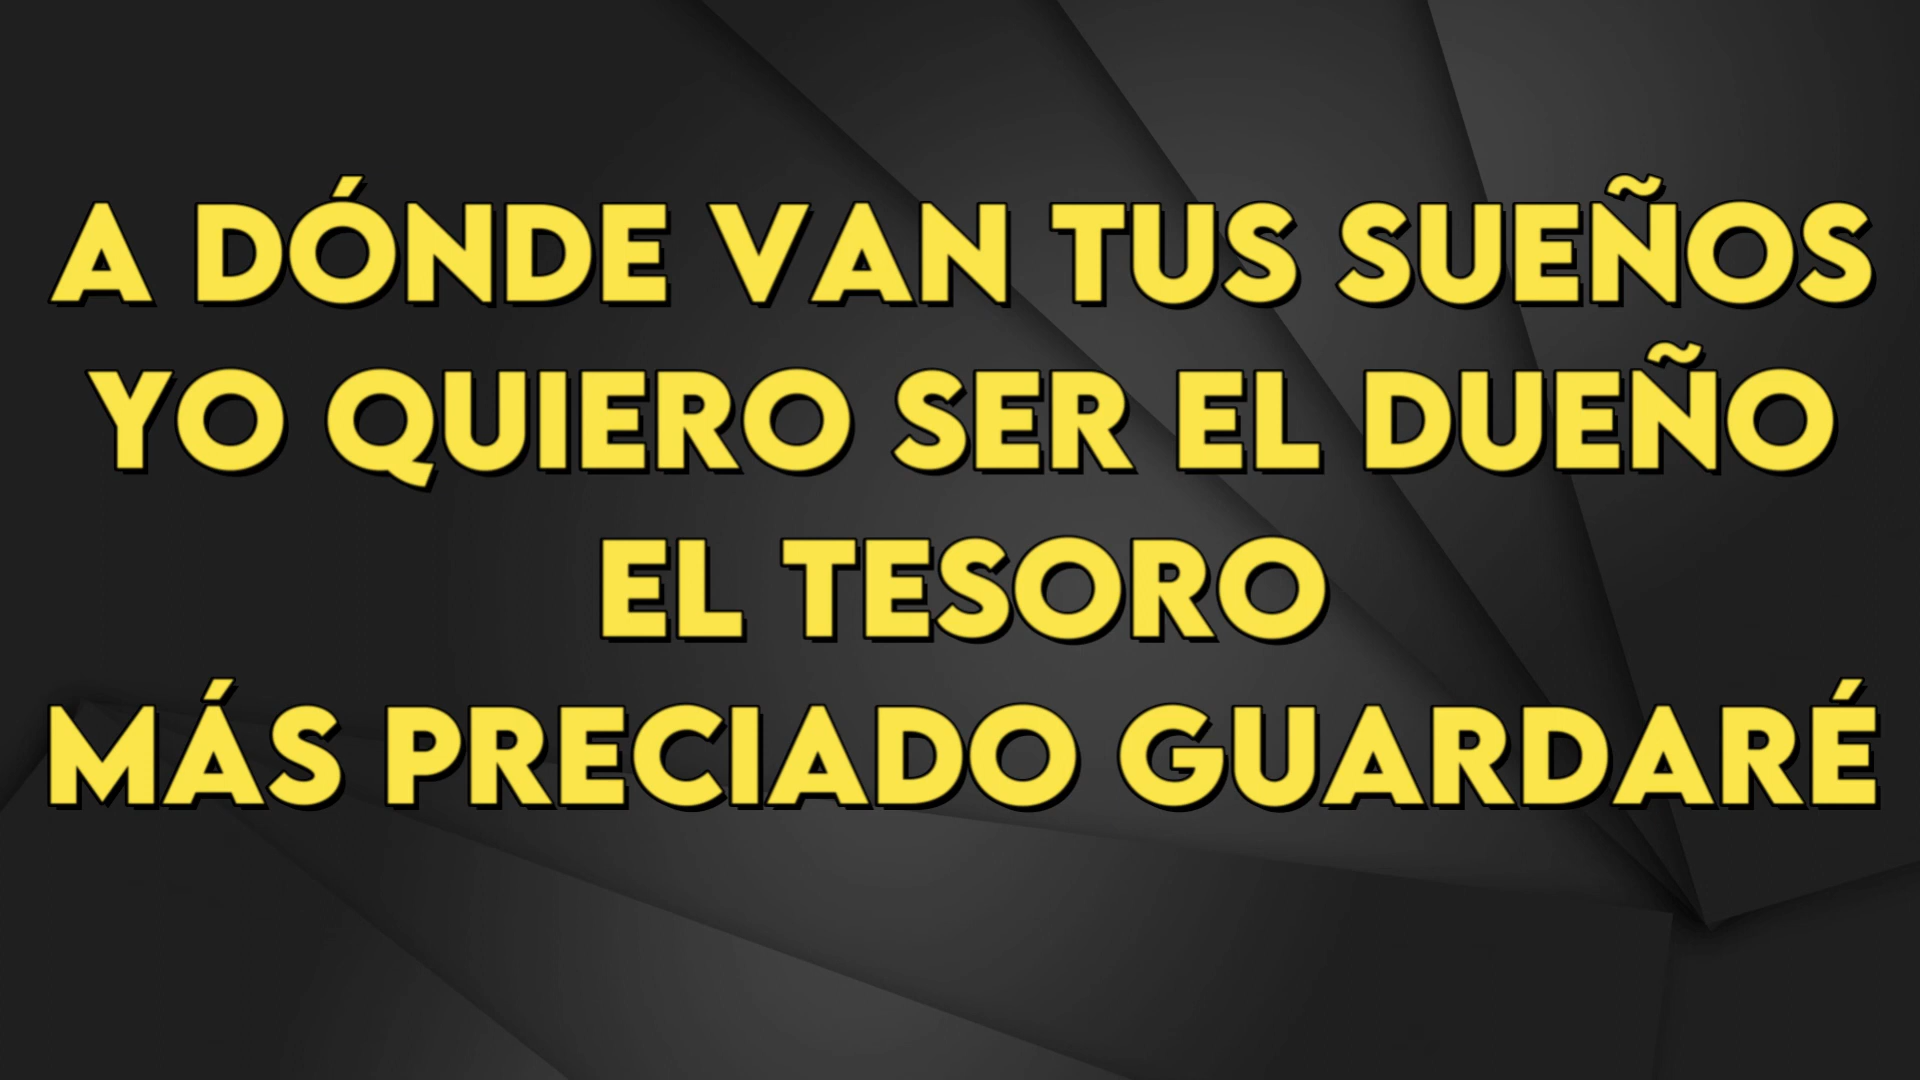 A DÓNDE VAN TUS SUEÑOS
YO QUIERO SER EL DUEÑO
EL TESORO
MÁS PRECIADO GUARDARÉ